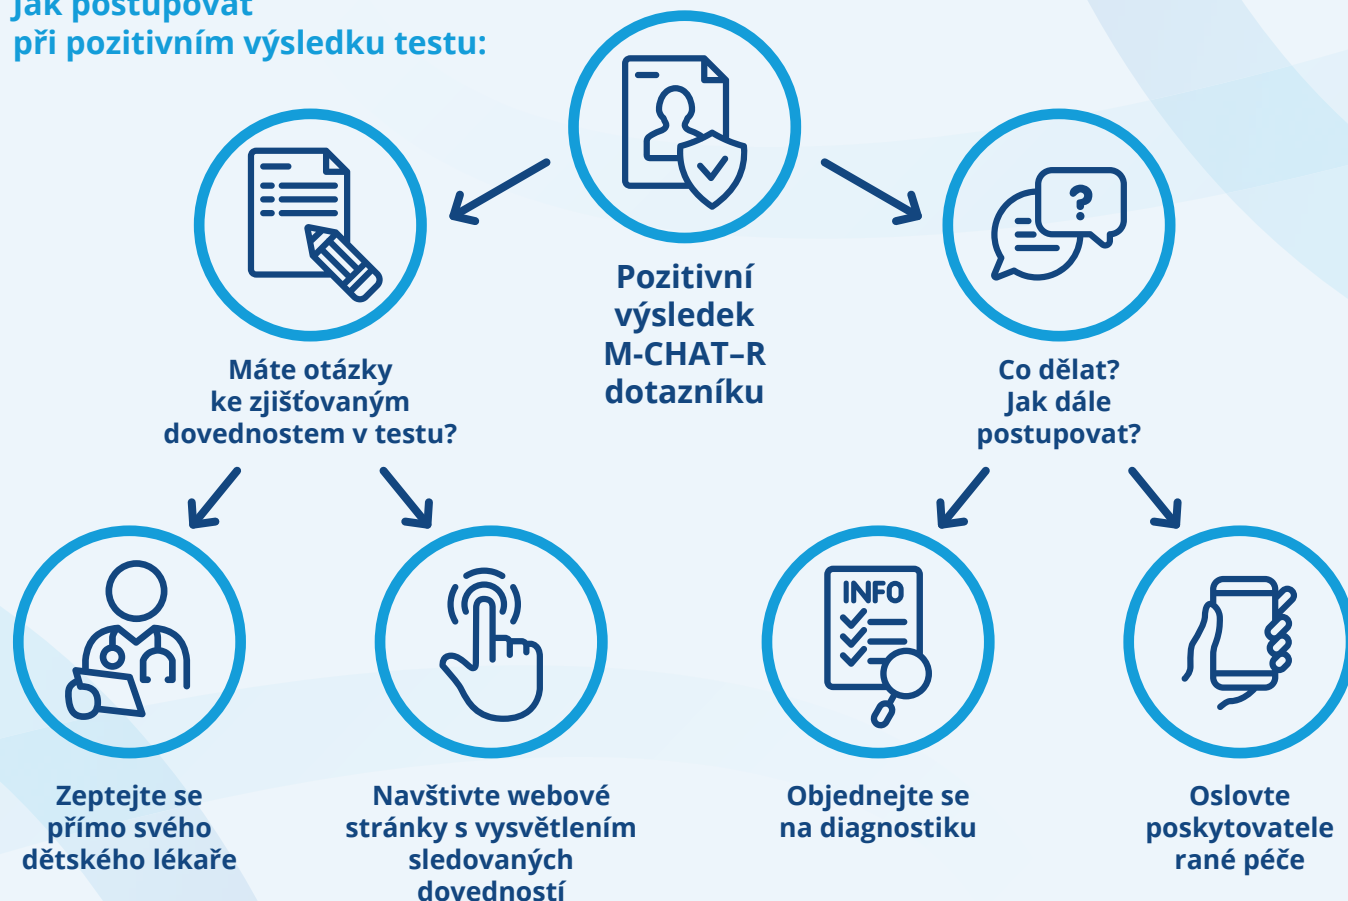 Jak postupovat
při pozitivním výsledku testu:
Pozitivní
výsledek
M-CHAT–R
dotazníku
Máte otázky
ke zjišťovaným
dovednostem v testu?
Co dělat?
Jak dále
postupovat?
?
INFO
Zeptejte se
přímo svého
dětského lékaře
Navštivte webové
stránky s vysvětlením
sledovaných
dovedností
Objednejte se
na diagnostiku
Oslovte
poskytovatele
rané péče